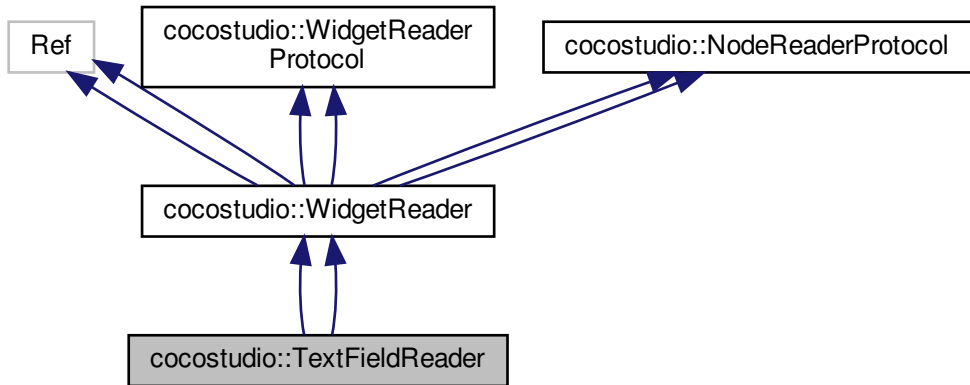 Ref
cocostudio::WidgetReader
Protocol
cocostudio::NodeReaderProtocol
cocostudio::WidgetReader
cocostudio::TextFieldReader